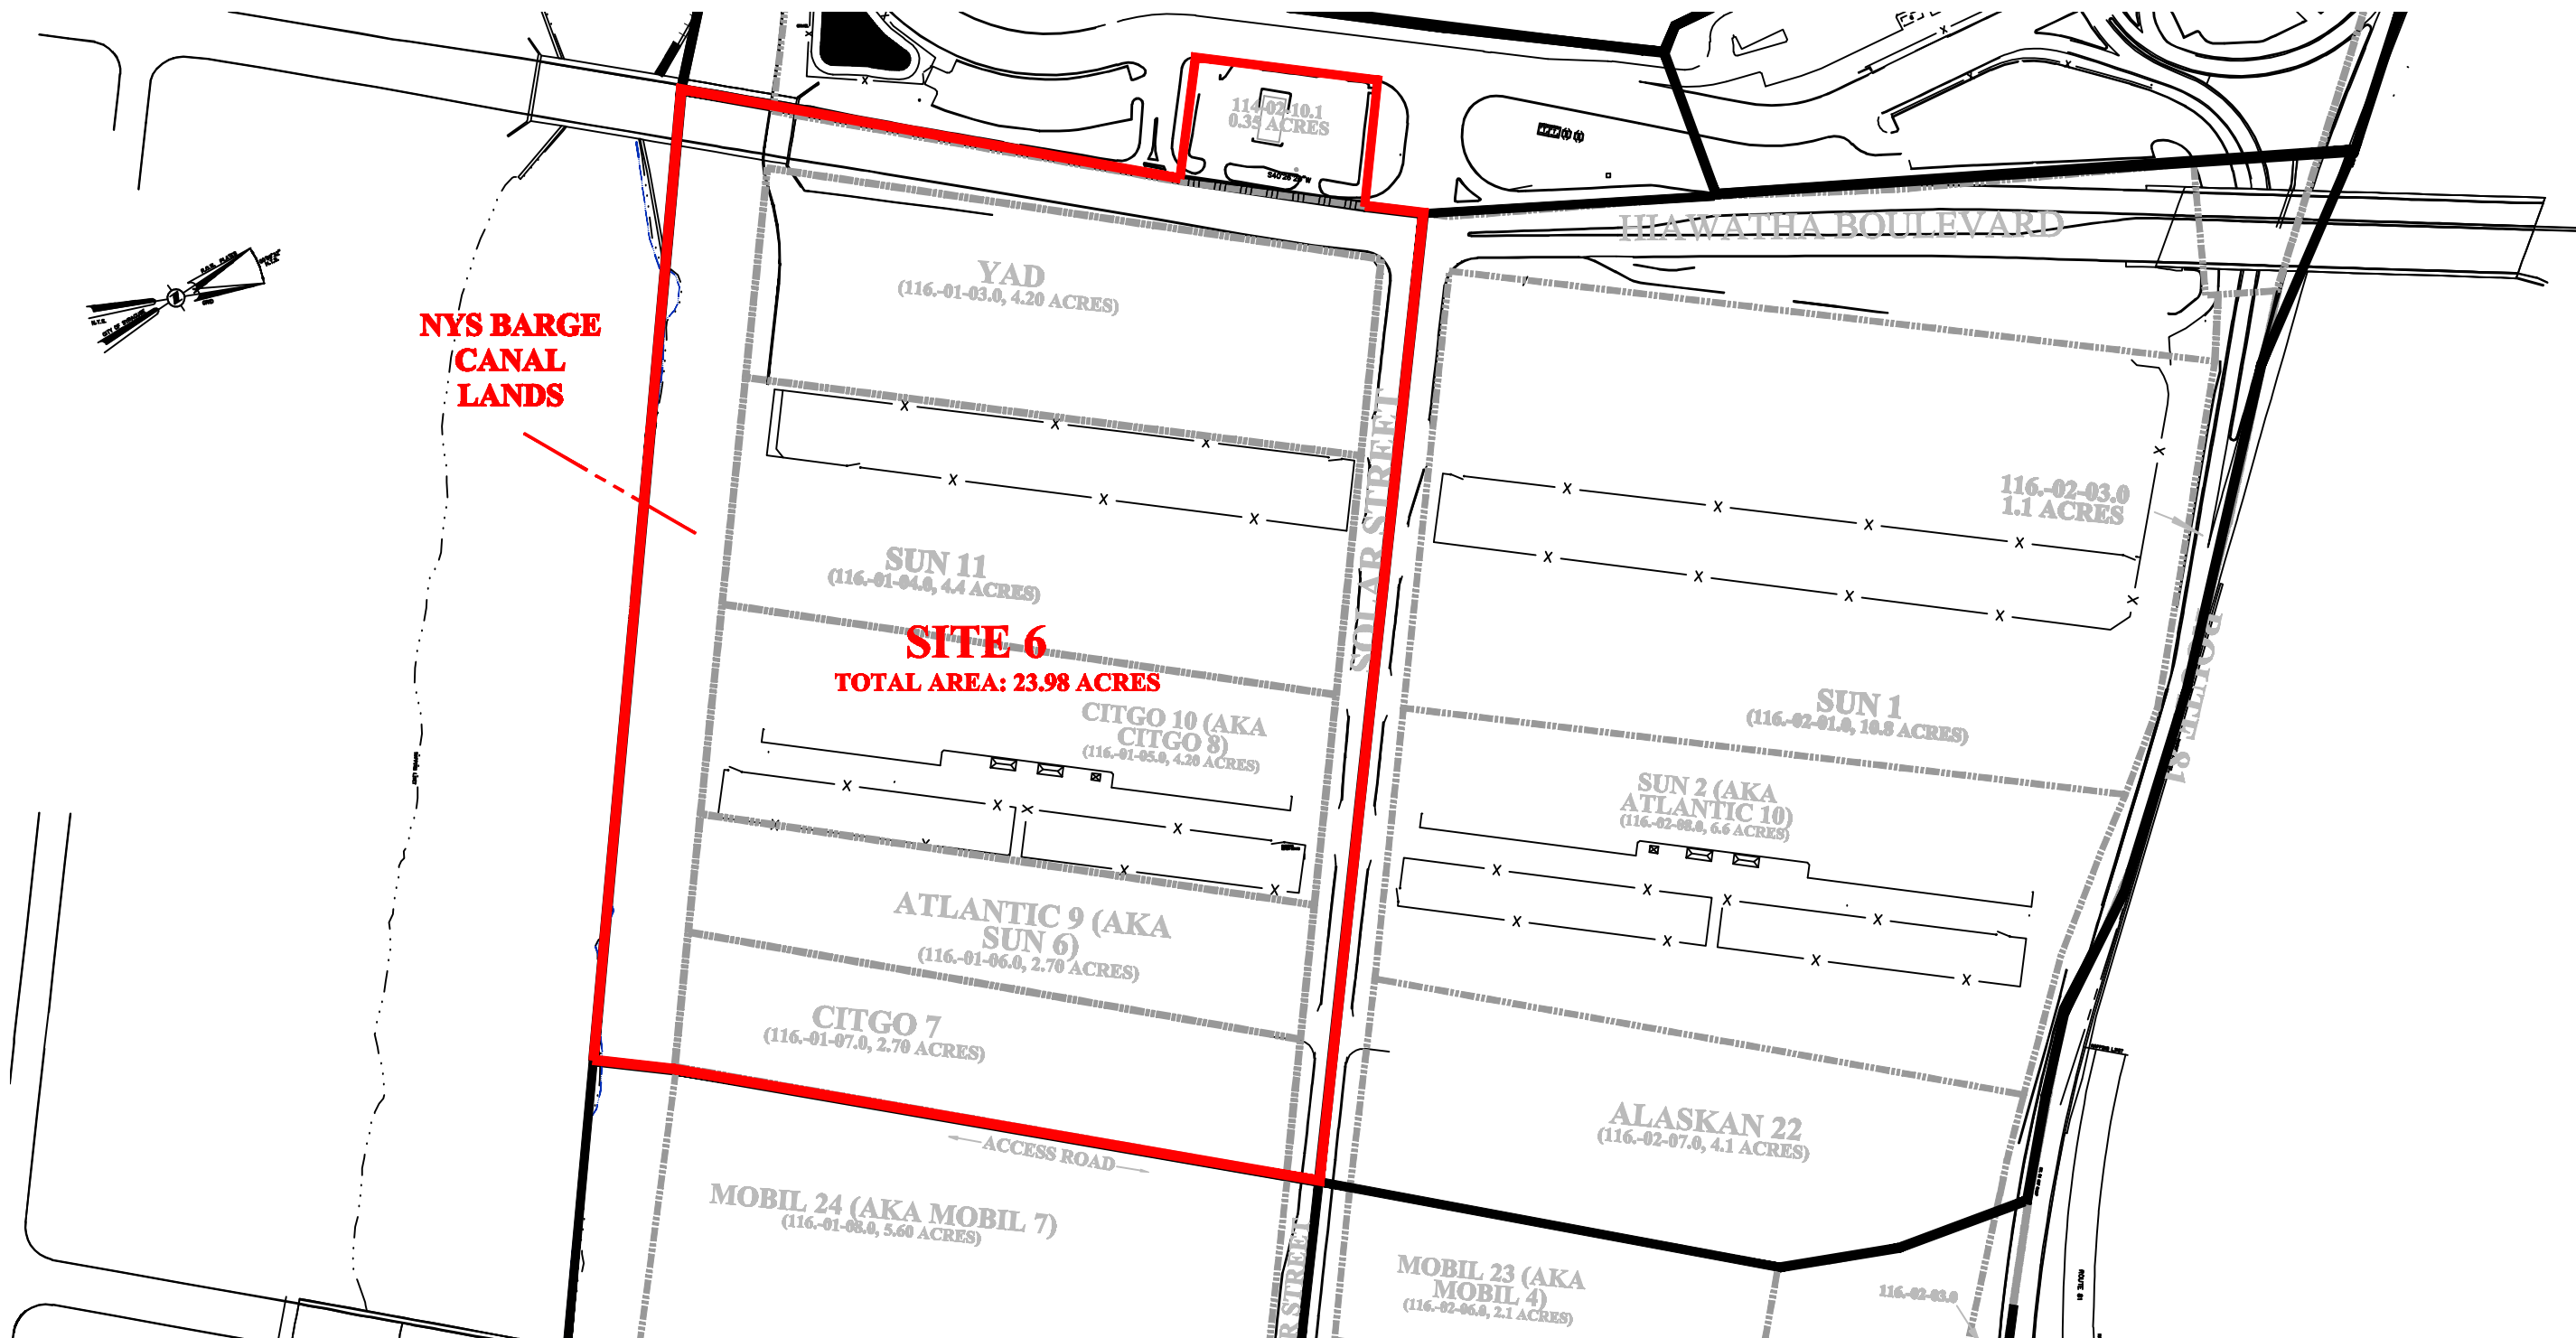 114-02-10.1
0.35 ACRES
S40°26'29"W
HIAWATHA BOULEVARD
YAD
(116.-01-03.0, 4.20 ACRES)
NYS BARGE
CANAL
LANDS
SOLAR STREET
116.-02-03.0
1.1 ACRES
SUN 11
(116.-01-04.0, 4.4 ACRES)
SITE 6
TOTAL AREA: 23.98 ACRES
CITGO 10 (AKA
CITGO 8)
(116.-01-05.0, 4.20 ACRES)
SUN 1
(116.-02-01.0, 10.8 ACRES)
ROUTE 81
SUN 2 (AKA
ATLANTIC 10)
(116.-02-08.0, 6.6 ACRES)
ATLANTIC 9 (AKA
SUN 6)
(116.-01-06.0, 2.70 ACRES)
CITGO 7
(116.-01-07.0, 2.70 ACRES)
ALASKAN 22
(116.-02-07.0, 4.1 ACRES)
ACCESS ROAD
MOBIL 24 (AKA MOBIL 7)
(116.-01-08.0, 5.60 ACRES)
R STREET
MOBIL 23 (AKA
MOBIL 4)
(116.-02-06.0, 2.1 ACRES)
116.-02-03.0
ROUTE 81